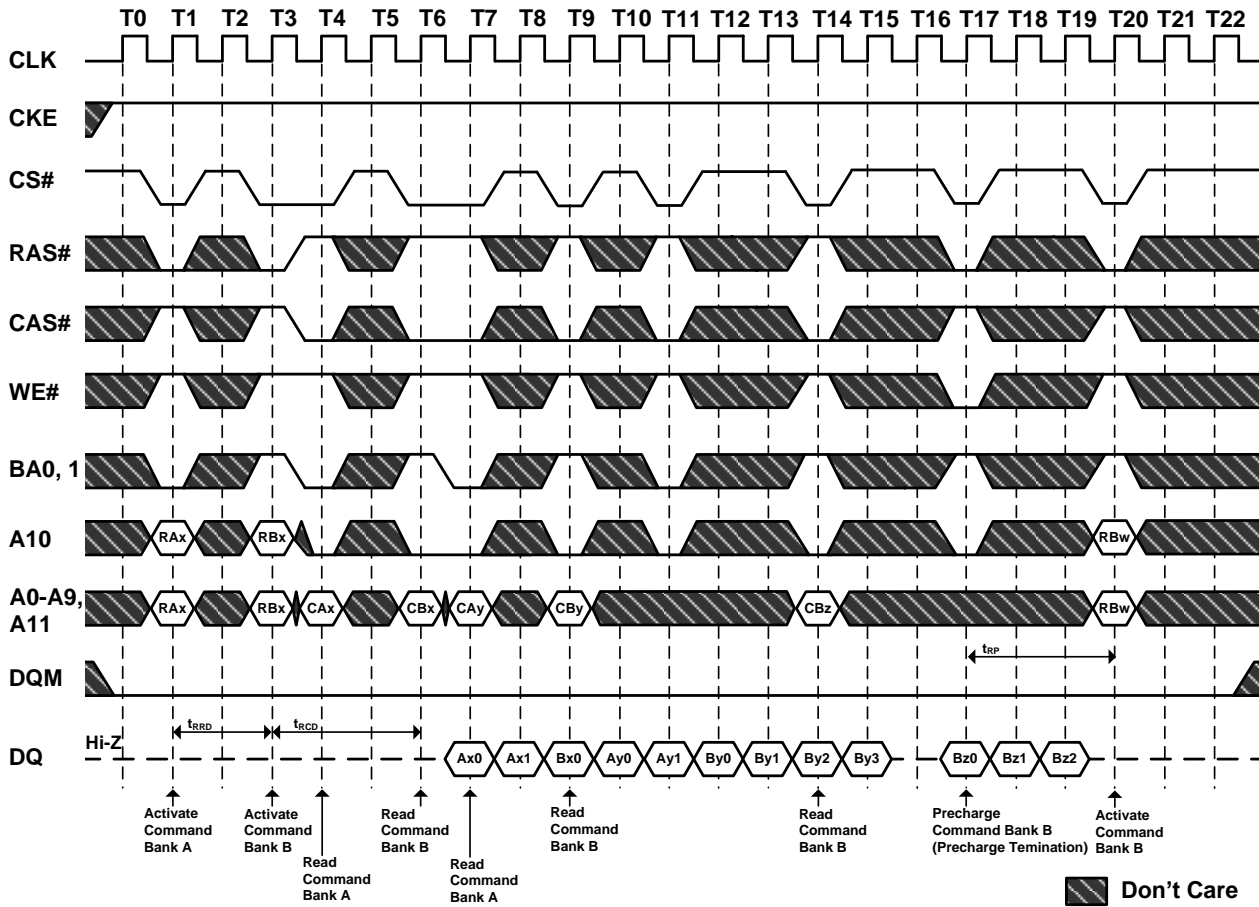 T0 T1 T2 T3 T4 T5 T6 T7 T8 T9 T10 T11 T12 T13 T14 T15 T16 T17 T18 T19 T20 T21 T22
CLK
CKE
CS#
RAS#
CAS#
WE#
BA0, 1
A10
RAx RBx RBw
A0-A9,
A11
RAx RBx CAx CBx CAy CBy CBz RBw
tRP
DQM
tRRD tRCD
Hi-Z
DQ
Ax0 Ax1 Bx0 Ay0 Ay1 By0 By1 By2 By3 Bz0 Bz1 Bz2
Activate
Command
Bank A
Activate
Command
Bank B
Read
Command
Bank A
Read
Command
Bank B
Read
Command
Bank A
Read
Command
Bank B
Read
Command
Bank B
Precharge
Command Bank B
(Precharge Temination)
Activate
Command
Bank B
Don't Care